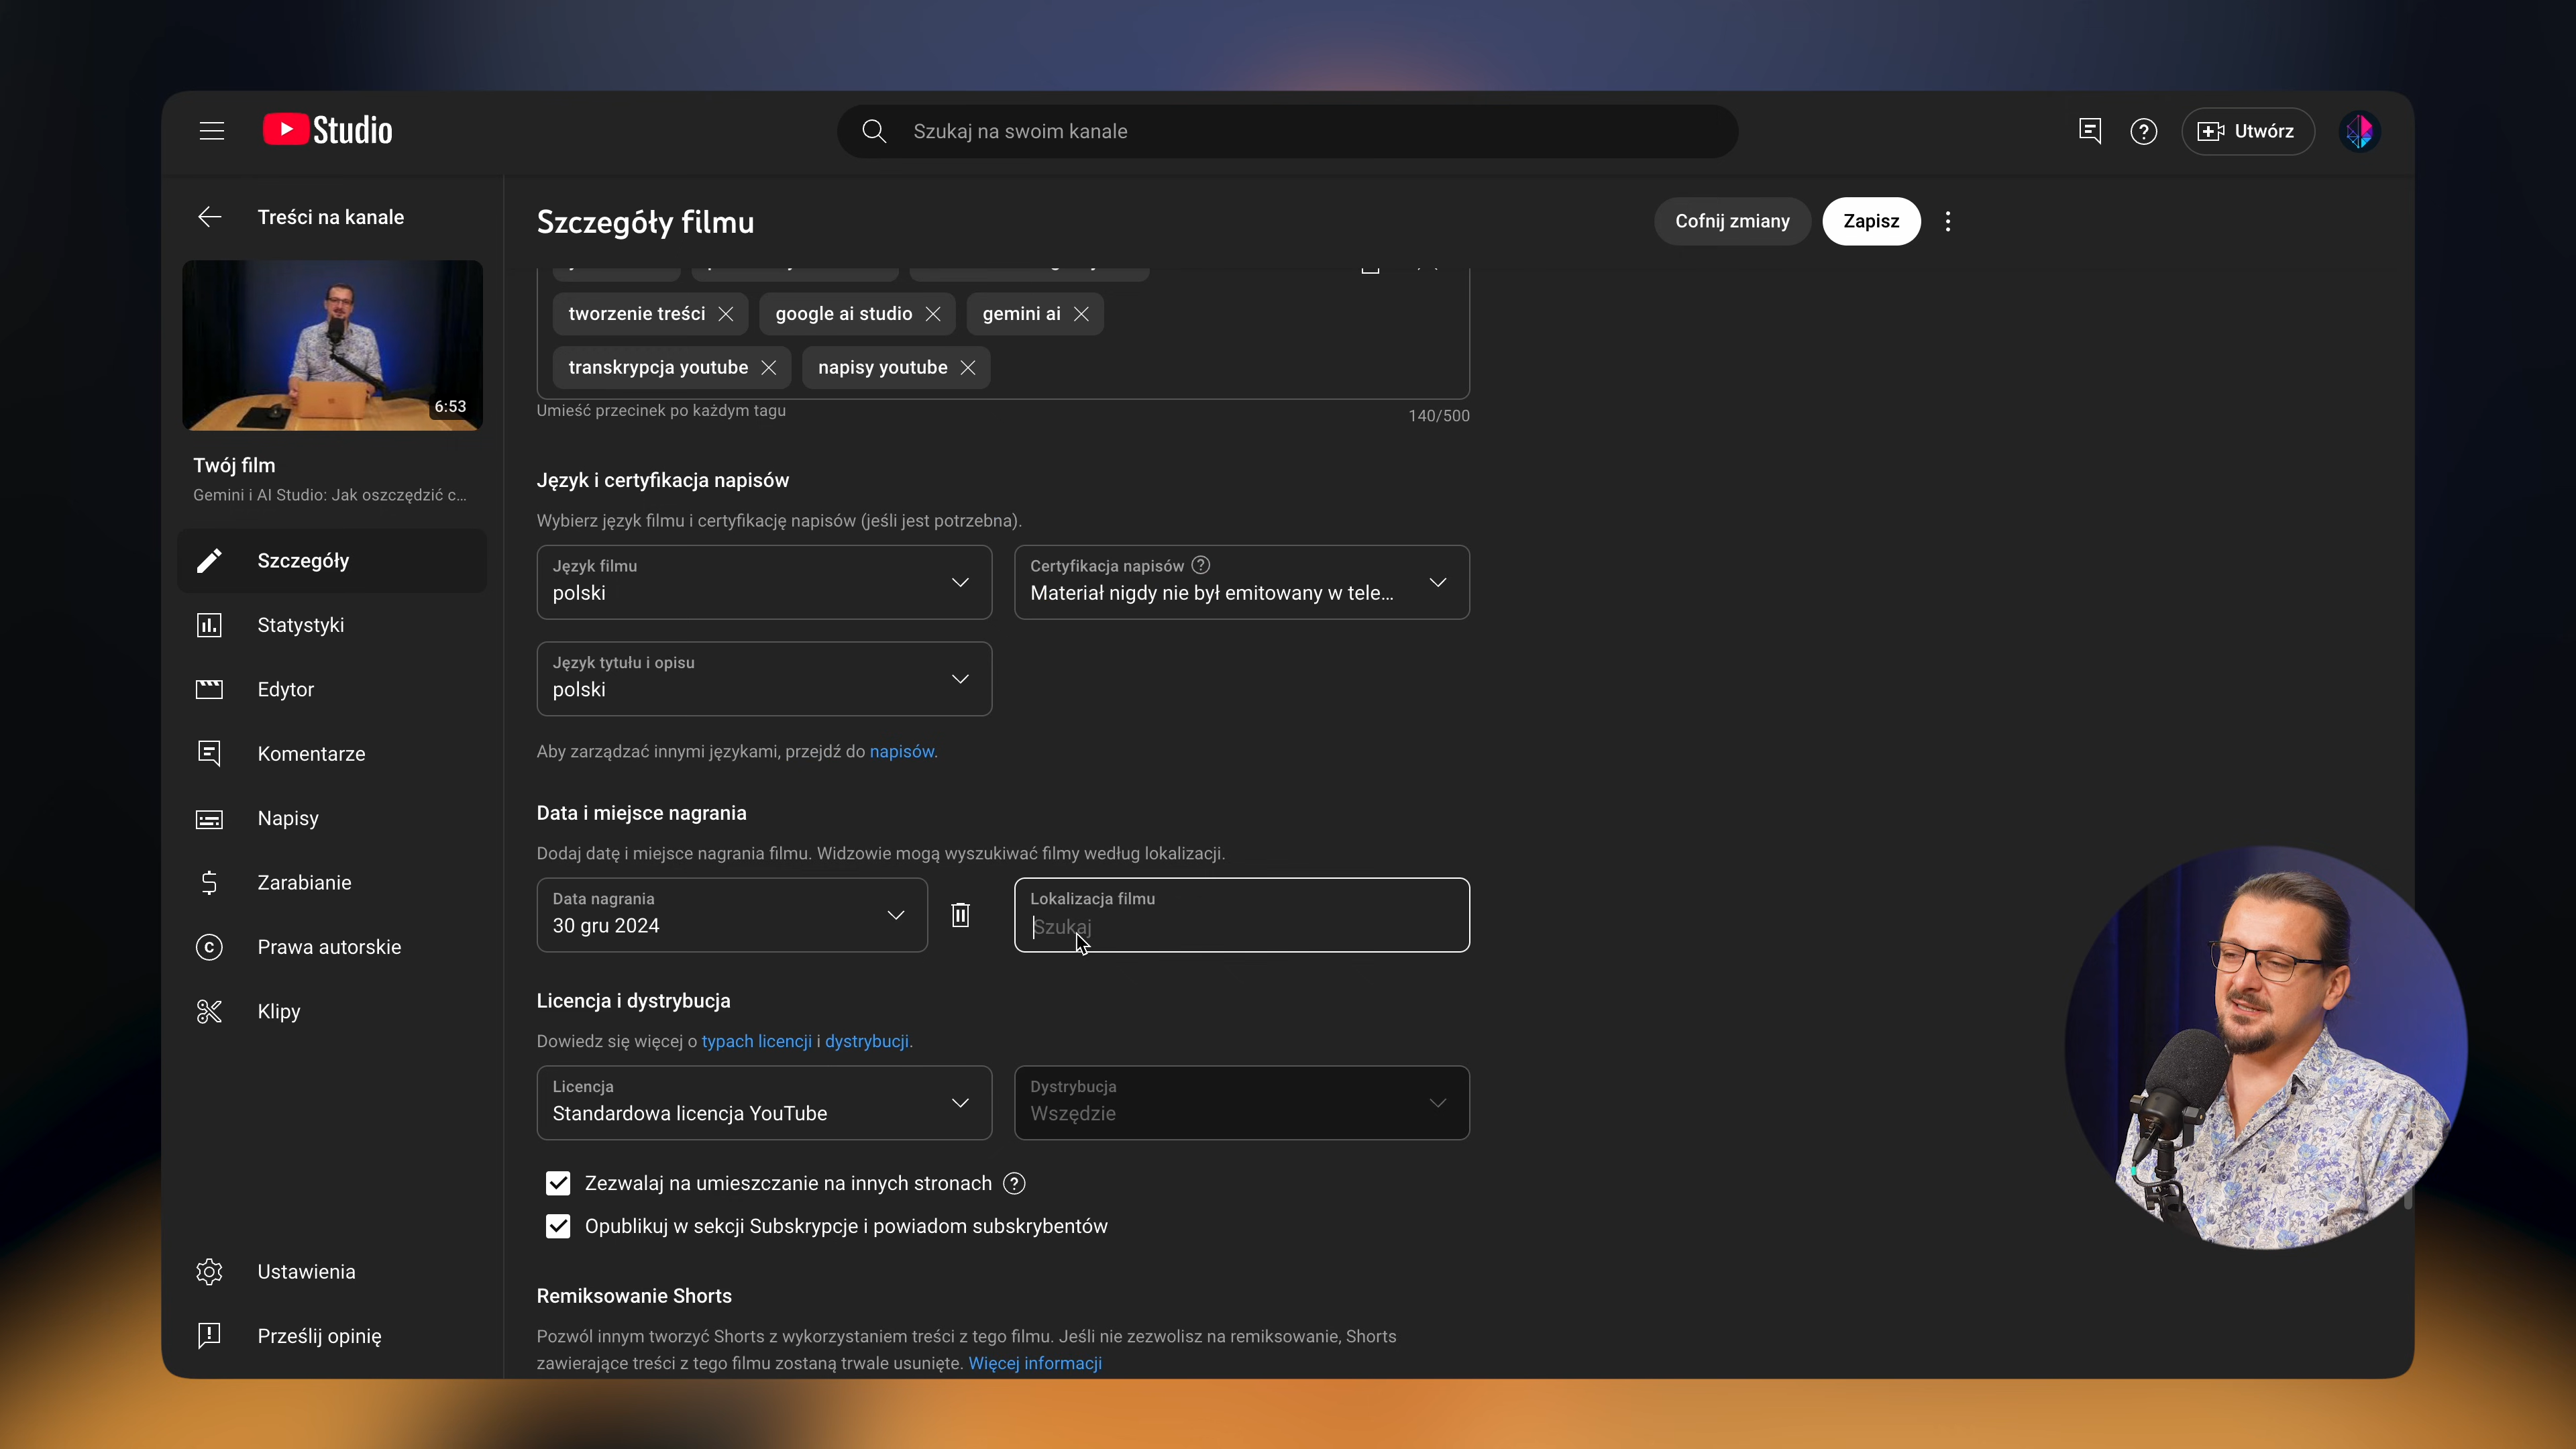 Studio
Szukaj na swoim kanale
Utwórz
Treści na kanale
Szczegóły filmu
Cofnij zmiany
Zapisz
tworzenie treści
google ai studio
gemini ai
transkrypcja youtube
napisy youtube
6:53
Umieść przecinek po każdym tagu
140/500
Twój film
Gemini i AI Studio: Jak oszczędzić c…
Język i certyfikacja napisów
Wybierz język filmu i certyfikację napisów (jeśli jest potrzebna).
Szczegóły
Język filmu
polski
Certyfikacja napisów
Materiał nigdy nie był emitowany w tele…
Statystyki
Język tytułu i opisu
polski
Edytor
Komentarze
Aby zarządzać innymi językami, przejdź do napisów.
Napisy
Data i miejsce nagrania
Dodaj datę i miejsce nagrania filmu. Widzowie mogą wyszukiwać filmy według lokalizacji.
Zarabianie
Data nagrania
30 gru 2024
Lokalizacja filmu
Szukaj
Prawa autorskie
Klipy
Licencja i dystrybucja
Dowiedz się więcej o typach licencji i dystrybucji.
Licencja
Standardowa licencja YouTube
Dystrybucja
Wszędzie
Zezwalaj na umieszczanie na innych stronach
Opublikuj w sekcji Subskrypcje i powiadom subskrybentów
Ustawienia
Remiksowanie Shorts
Prześlij opinię
Pozwól innym tworzyć Shorts z wykorzystaniem treści z tego filmu. Jeśli nie zezwolisz na remiksowanie, Shorts
zawierające treści z tego filmu zostaną trwale usunięte. Więcej informacji